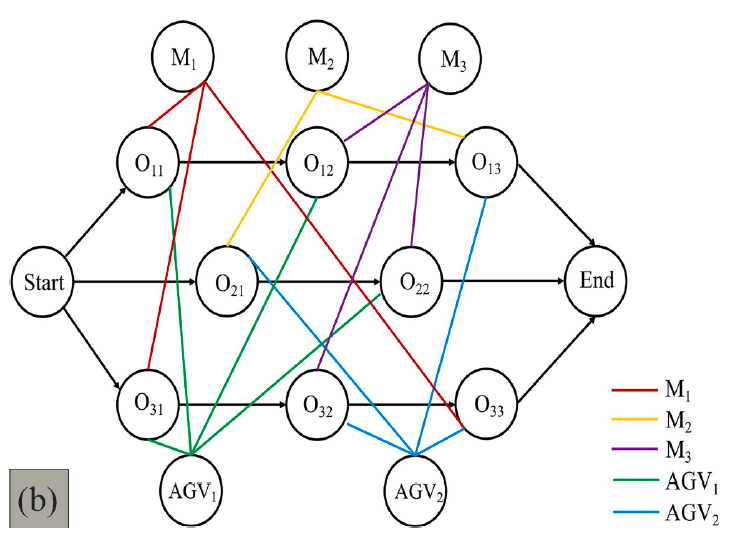 M₁ M₂ M₃
O₁₁ O₁₂ O₁₃
Start O₂₁ O₂₂ End
O₃₁ O₃₂ O₃₃
AGV₁ AGV₂
M₁
M₂
M₃
AGV₁
AGV₂
(b)